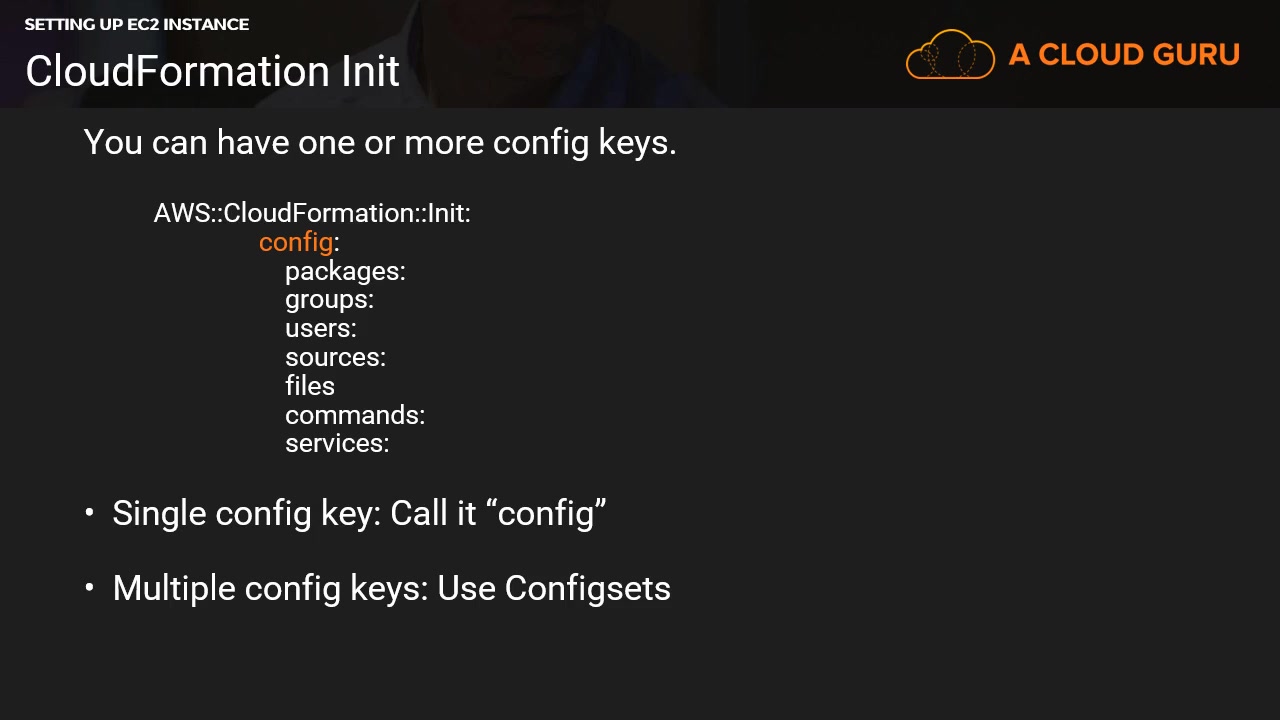 SETTING UP EC2 INSTANCE
CloudFormation Init
A CLOUD GURU
You can have one or more config keys.
AWS::CloudFormation::Init:
config:
packages:
groups:
users:
sources:
files
commands:
services:
• Single config key: Call it “config”
• Multiple config keys: Use Configsets